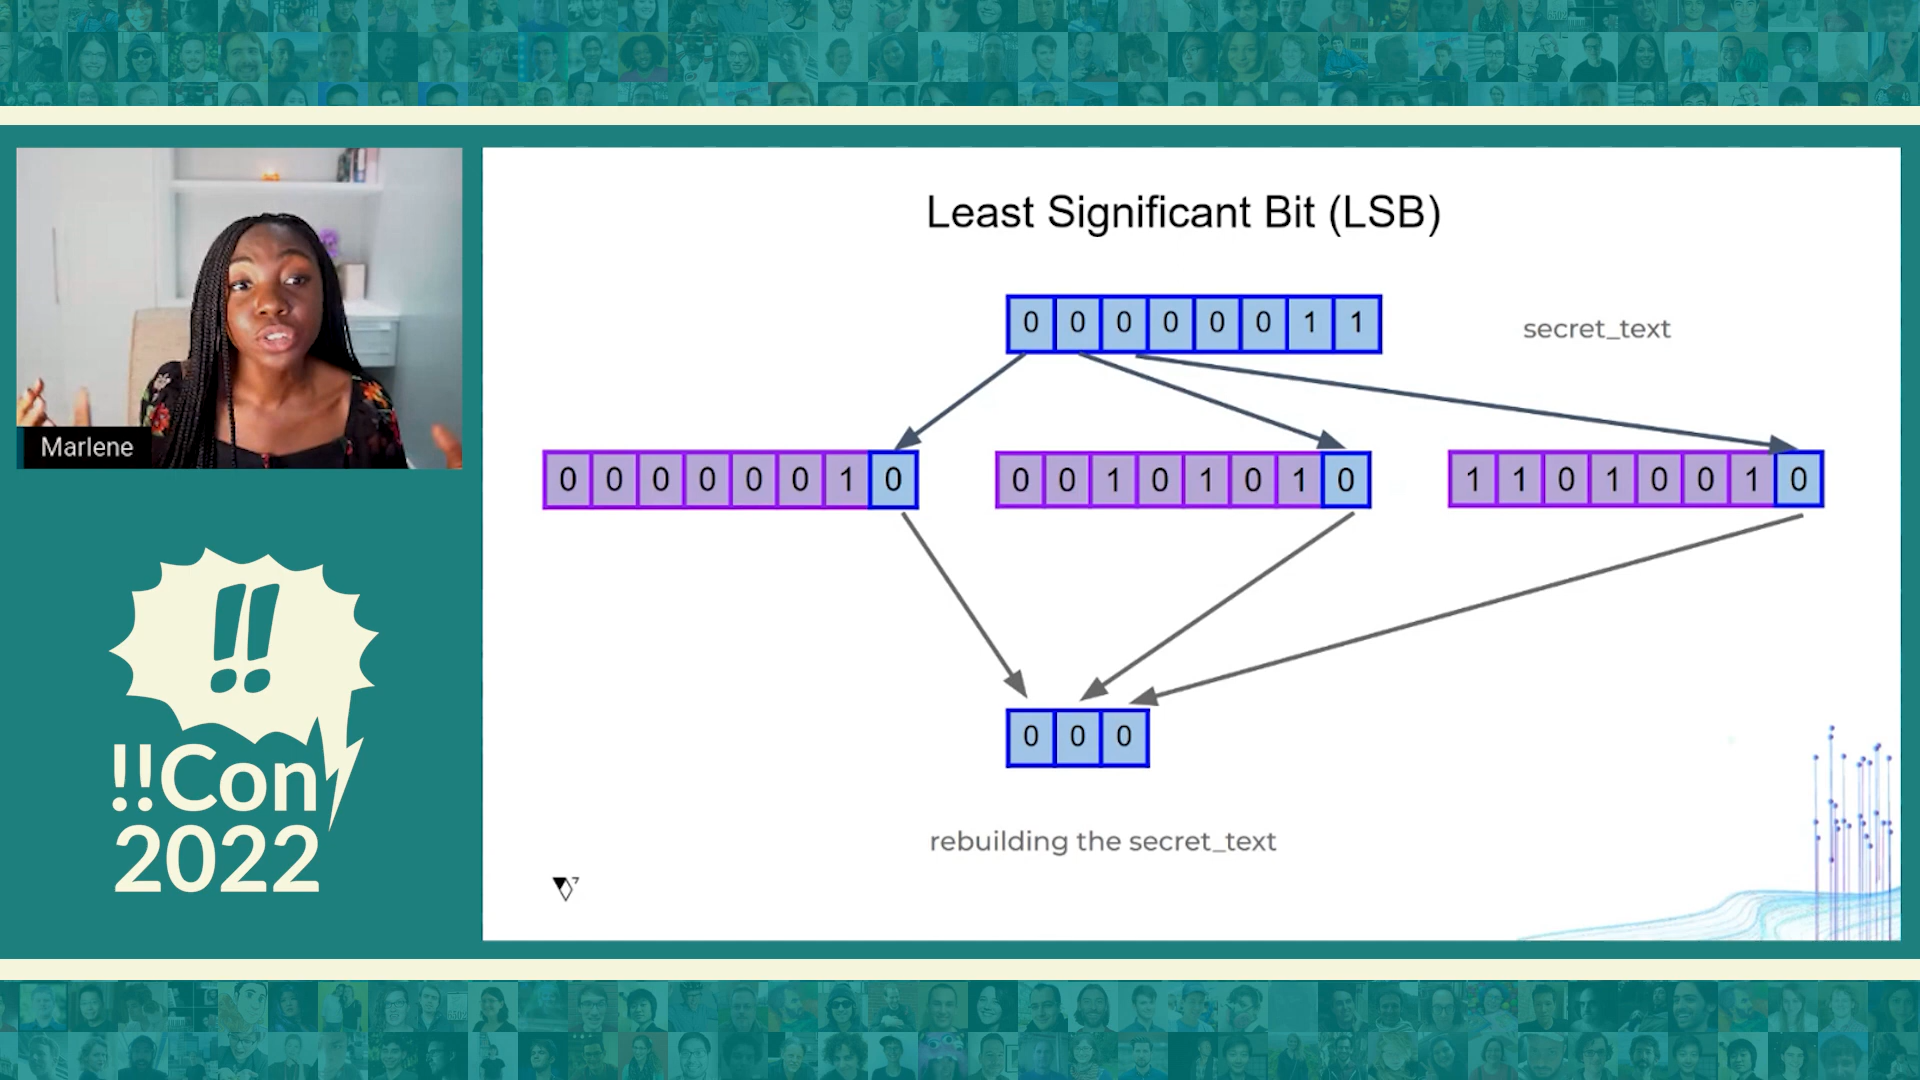 Least Significant Bit (LSB)
0 0 0 0 0 0 1 1
secret_text
Marlene
0 0 0 0 0 0 1 0
0 0 1 0 1 0 1 0
1 1 0 1 0 0 1 0
!!
!!Con
2022
0 0 0
rebuilding the secret_text